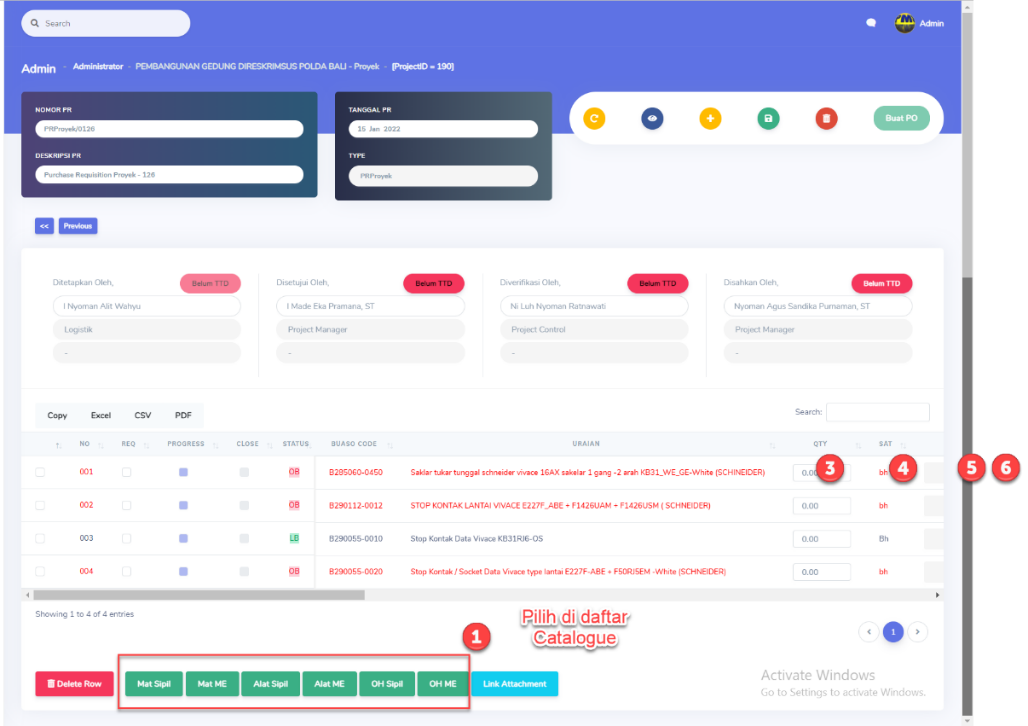 Search
Admin
Admin - Administrator - PEMBANGUNAN GEDUNG DIRESKRIMSUS POLDA BALI - Proyek - [ProjectID = 190]
NOMOR PR
PRProyek/0126
DESKRIPSI PR
Purchase Requisition Proyek - 126
TANGGAL PR
15 Jan 2022
TYPE
PRProyek
Buat PO
<< Previous
Ditetapkan Oleh, Belum TTD
I Nyoman Alit Wahyu
Logistik
-
Disetujui Oleh, Belum TTD
I Made Eka Pramana, ST
Project Manager
-
Diverifikasi Oleh, Belum TTD
Ni Luh Nyoman Ratnawati
Project Control
Disahkan Oleh, Belum TTD
Nyoman Agus Sandika Purnaman, ST
Project Manager
-
Copy Excel CSV PDF
Search:
NO REQ PROGRESS CLOSE STATUS BUASO CODE URAIAN QTY SAT
001 OB B285060-0450 Saklar tukar tunggal schneider vivace 16AX sakelar 1 gang -2 arah KB31_WE_GE-White (SCHNEIDER) 0.00 3 bh 4 5 6
002 OB B290112-0012 STOP KONTAK LANTAI VIVACE E227F_ABE + F1426UAM + F1426USM ( SCHNEIDER) 0.00 bh
003 LB B290055-0010 Stop Kontak Data Vivace KB31RJ6-OS 0.00 Bh
004 OB B290055-0020 Stop Kontak / Socket Data Vivace type lantai E227F-ABE + F50RJ5EM -White (SCHNEIDER) 0.00 bh
Showing 1 to 4 of 4 entries
1
Pilih di daftar
Catalogue
< 1 >
Delete Row Mat Sipil Mat ME Alat Sipil Alat ME OH Sipil OH ME Link Attachment
Activate Windows
Go to Settings to activate Windows.